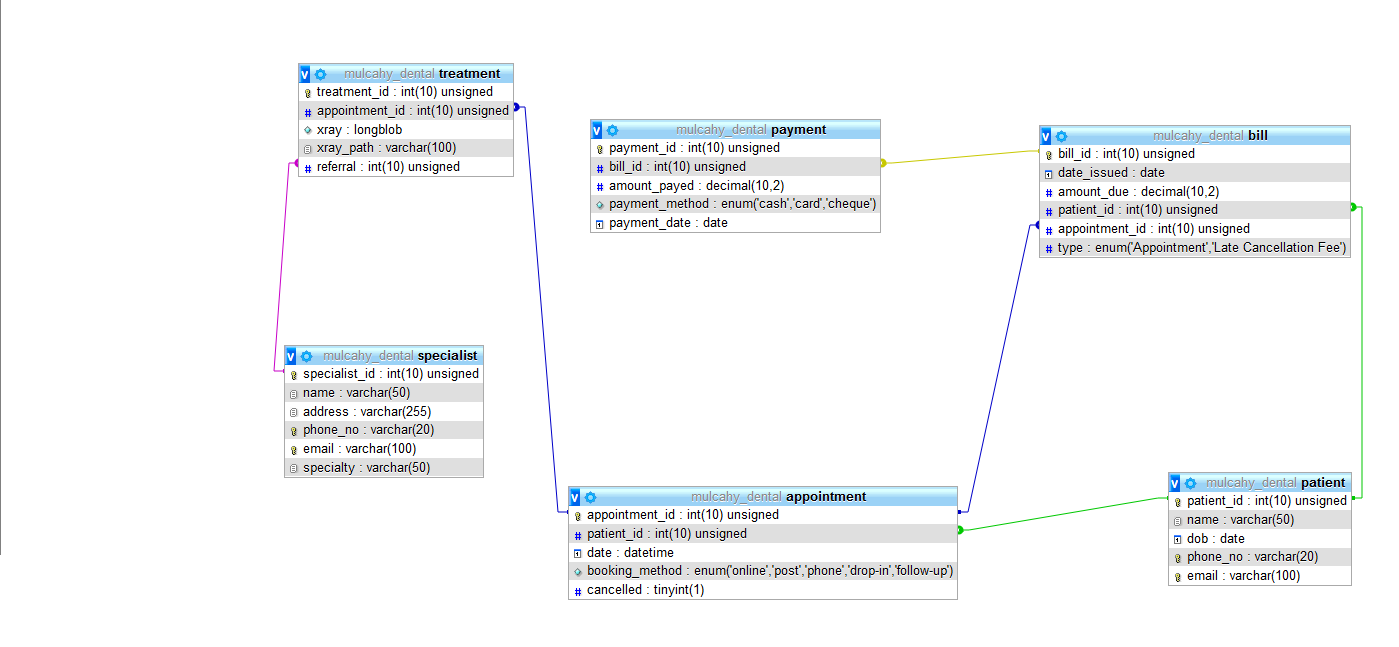 mulcahy_dental treatment
treatment_id : int(10) unsigned
appointment_id : int(10) unsigned
xray : longblob
xray_path : varchar(100)
referral : int(10) unsigned
mulcahy_dental payment
payment_id : int(10) unsigned
bill_id : int(10) unsigned
amount_payed : decimal(10,2)
payment_method : enum('cash','card','cheque')
payment_date : date
mulcahy_dental bill
bill_id : int(10) unsigned
date_issued : date
amount_due : decimal(10,2)
patient_id : int(10) unsigned
appointment_id : int(10) unsigned
type : enum('Appointment','Late Cancellation Fee')
mulcahy_dental specialist
specialist_id : int(10) unsigned
name : varchar(50)
address : varchar(255)
phone_no : varchar(20)
email : varchar(100)
specialty : varchar(50)
mulcahy_dental appointment
appointment_id : int(10) unsigned
patient_id : int(10) unsigned
date : datetime
booking_method : enum('online','post','phone','drop-in','follow-up')
cancelled : tinyint(1)
mulcahy_dental patient
patient_id : int(10) unsigned
name : varchar(50)
dob : date
phone_no : varchar(20)
email : varchar(100)